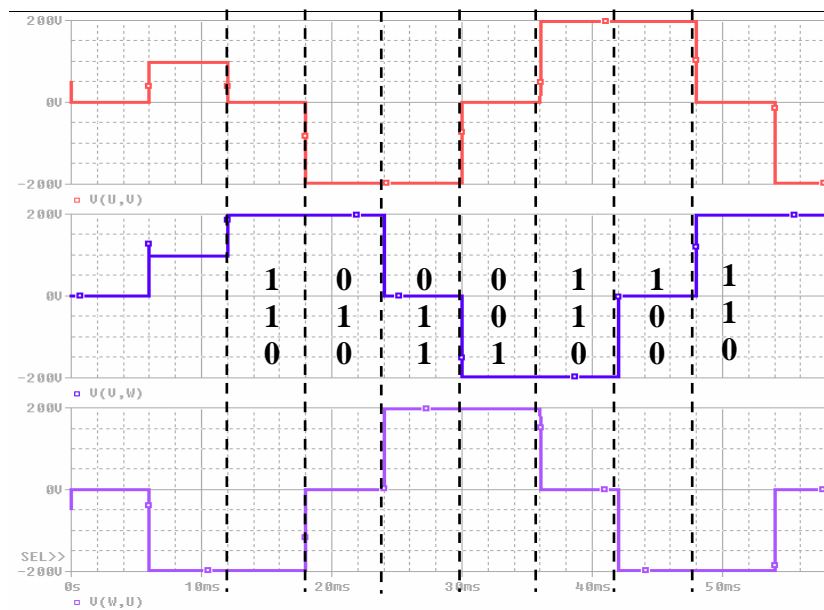 200V
0V
-200V
V(U,V)
200V
0V
-200V
1 0 0 0 1 1 1
1 1 1 0 1 0 1
0 0 1 1 0 0 0
V(V,W)
200V
0V
SEL>>
-200V
0s 10ms 20ms 30ms 40ms 50ms
V(W,U)